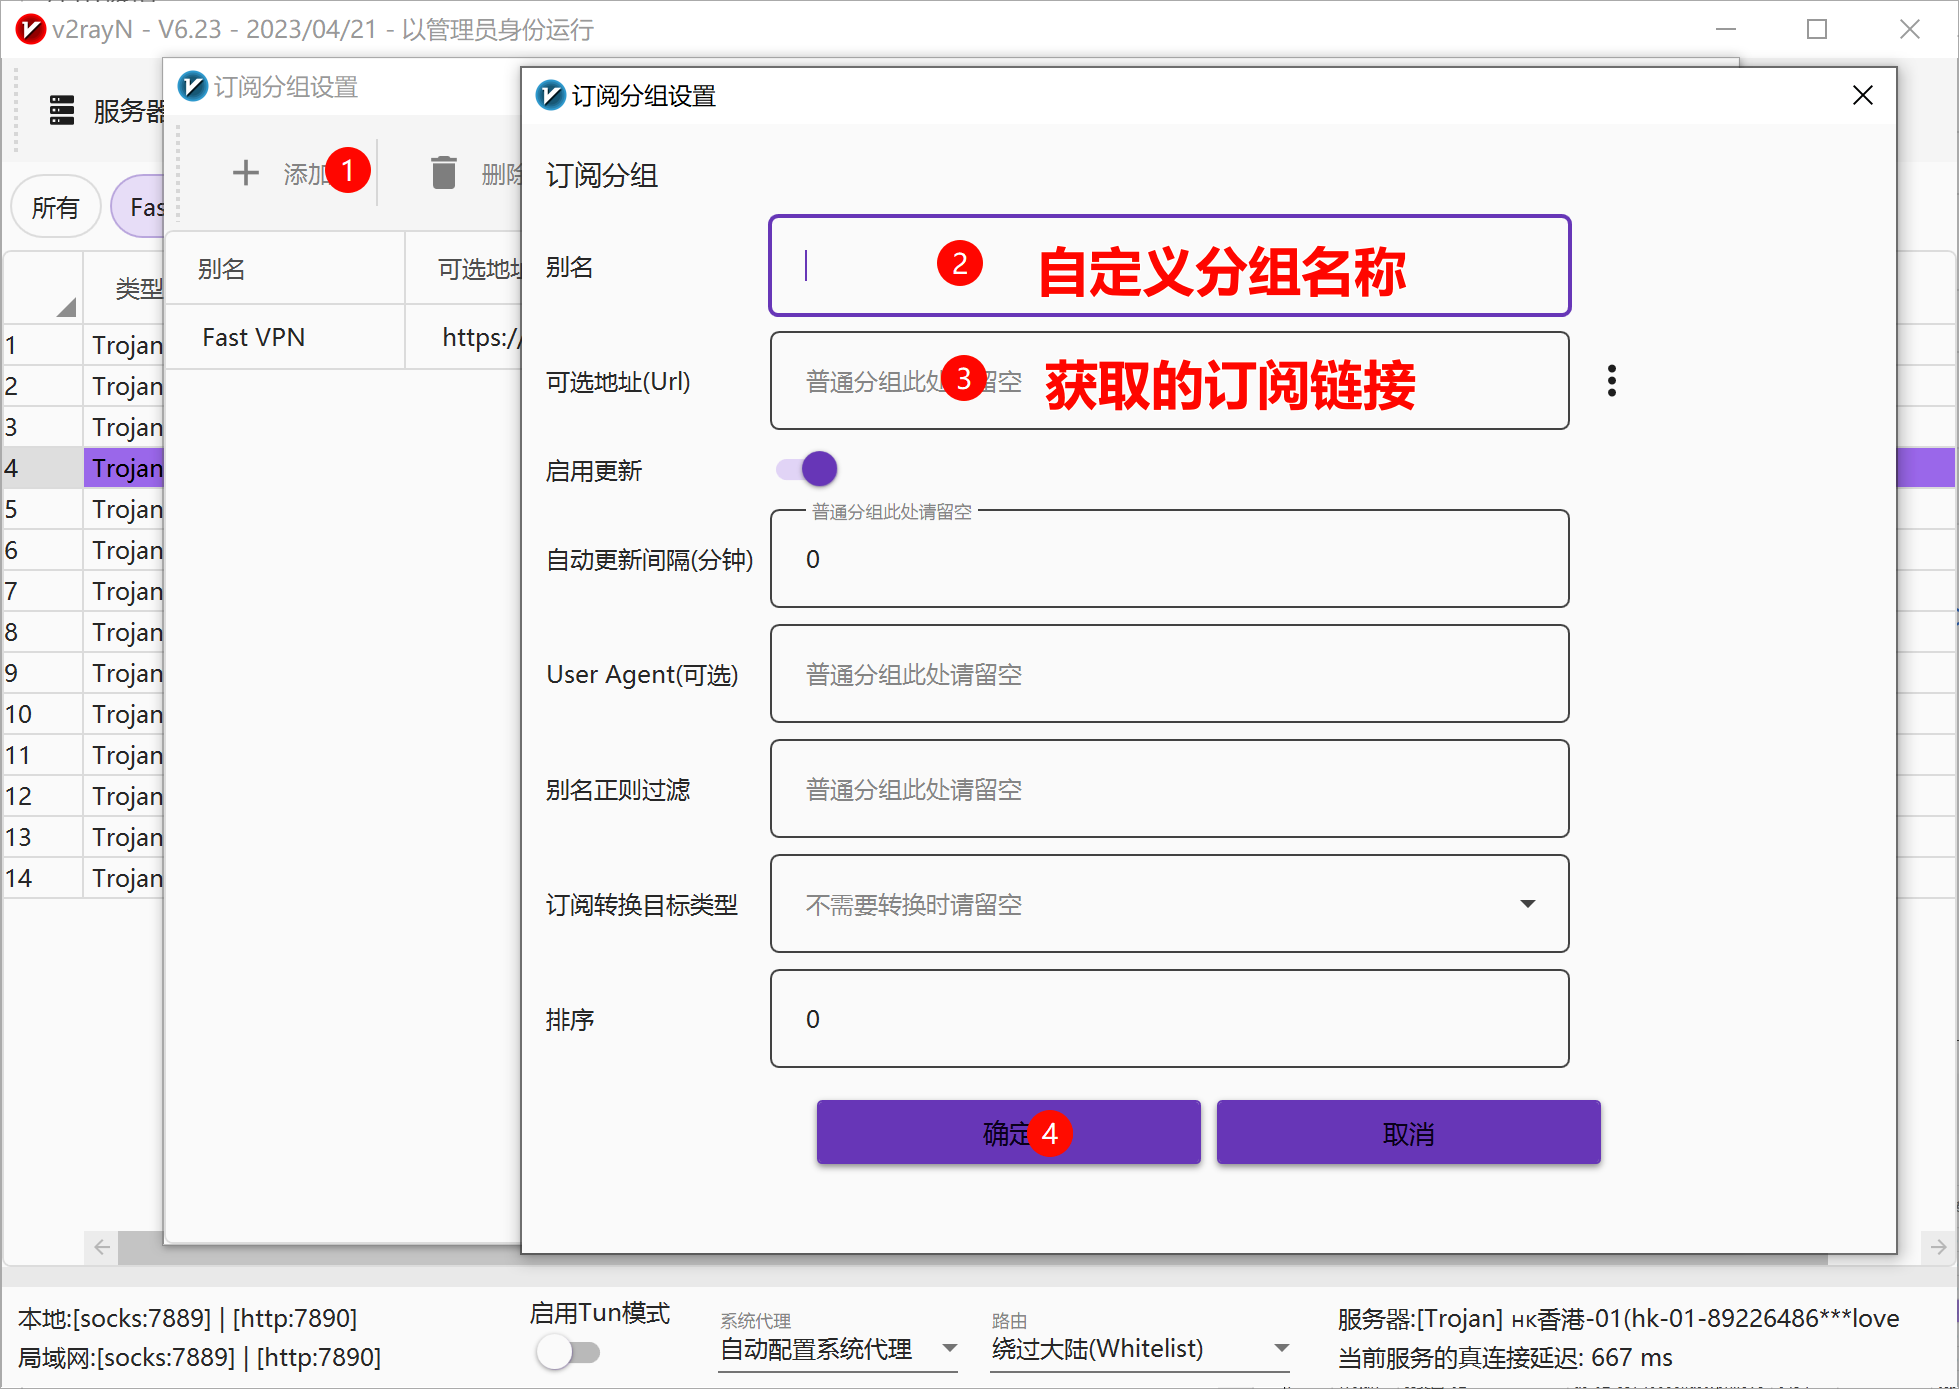 v2rayN - V6.23 - 2023/04/21 - 以管理员身份运行
服务器
所有
Fas
类型
1 Trojan
2 Trojan
3 Trojan
4 Trojan
5 Trojan
6 Trojan
7 Trojan
8 Trojan
9 Trojan
10 Trojan
11 Trojan
12 Trojan
13 Trojan
14 Trojan
订阅分组设置
添加 1
删除
别名 可选地址
Fast VPN https://
订阅分组设置
订阅分组
别名
2 自定义分组名称
可选地址(Url)
普通分组此处 3 留空 获取的订阅链接
启用更新
普通分组此处请留空
自动更新间隔(分钟) 0
User Agent(可选) 普通分组此处请留空
别名正则过滤 普通分组此处请留空
订阅转换目标类型 不需要转换时请留空
排序 0
确定 4
取消
本地:[socks:7889] | [http:7890]
局域网:[socks:7889] | [http:7890]
启用Tun模式
系统代理
自动配置系统代理
路由
绕过大陆(Whitelist)
服务器:[Trojan] ʜᴋ香港-01(hk-01-89226486***love
当前服务的真连接延迟: 667 ms